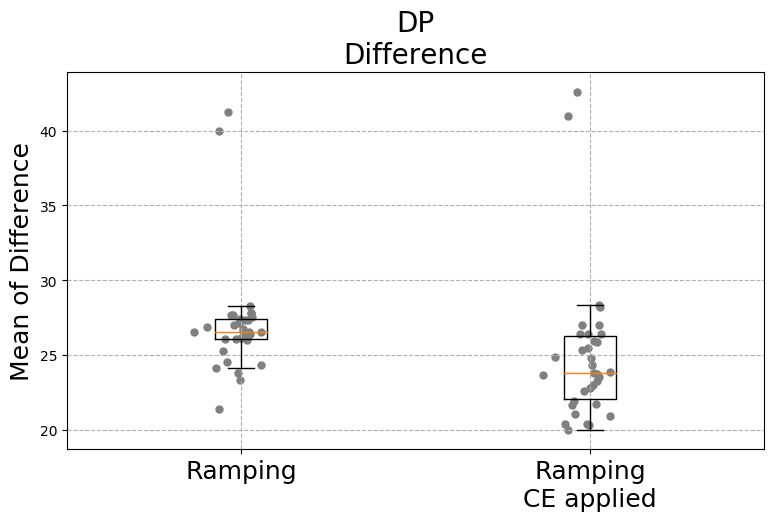 DP
Difference
Mean of Difference
40
35
30
25
20
Ramping
Ramping
CE applied